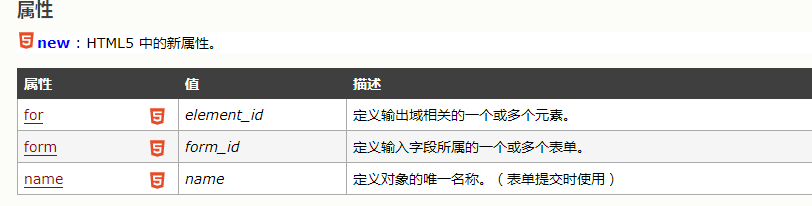 属性
new : HTML5 中的新属性。
属性 值 描述
for element_id 定义输出域相关的一个或多个元素。
form form_id 定义输入字段所属的一个或多个表单。
name name 定义对象的唯一名称。(表单提交时使用)